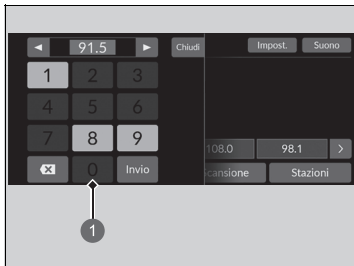 91.5 Chiudi Impost. Suono
1 2 3
4 5 6
7 8 9 108.0 98.1
0 Invio scansione Stazioni
1